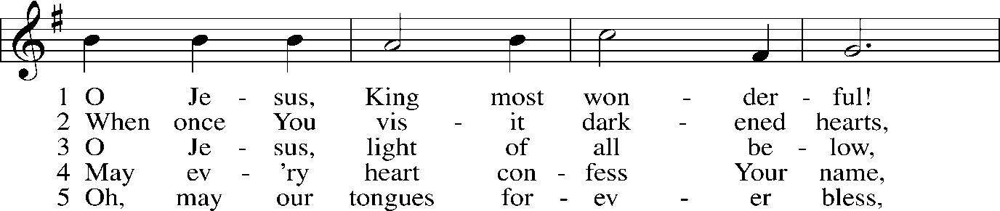 1 O Je - sus, King most won - der - ful!
2 When once You vis - it dark - ened hearts,
3 O Je - sus, light of all be - low,
4 May ev - 'ry heart con - fess Your name,
5 Oh, may our tongues for - ev - er bless,